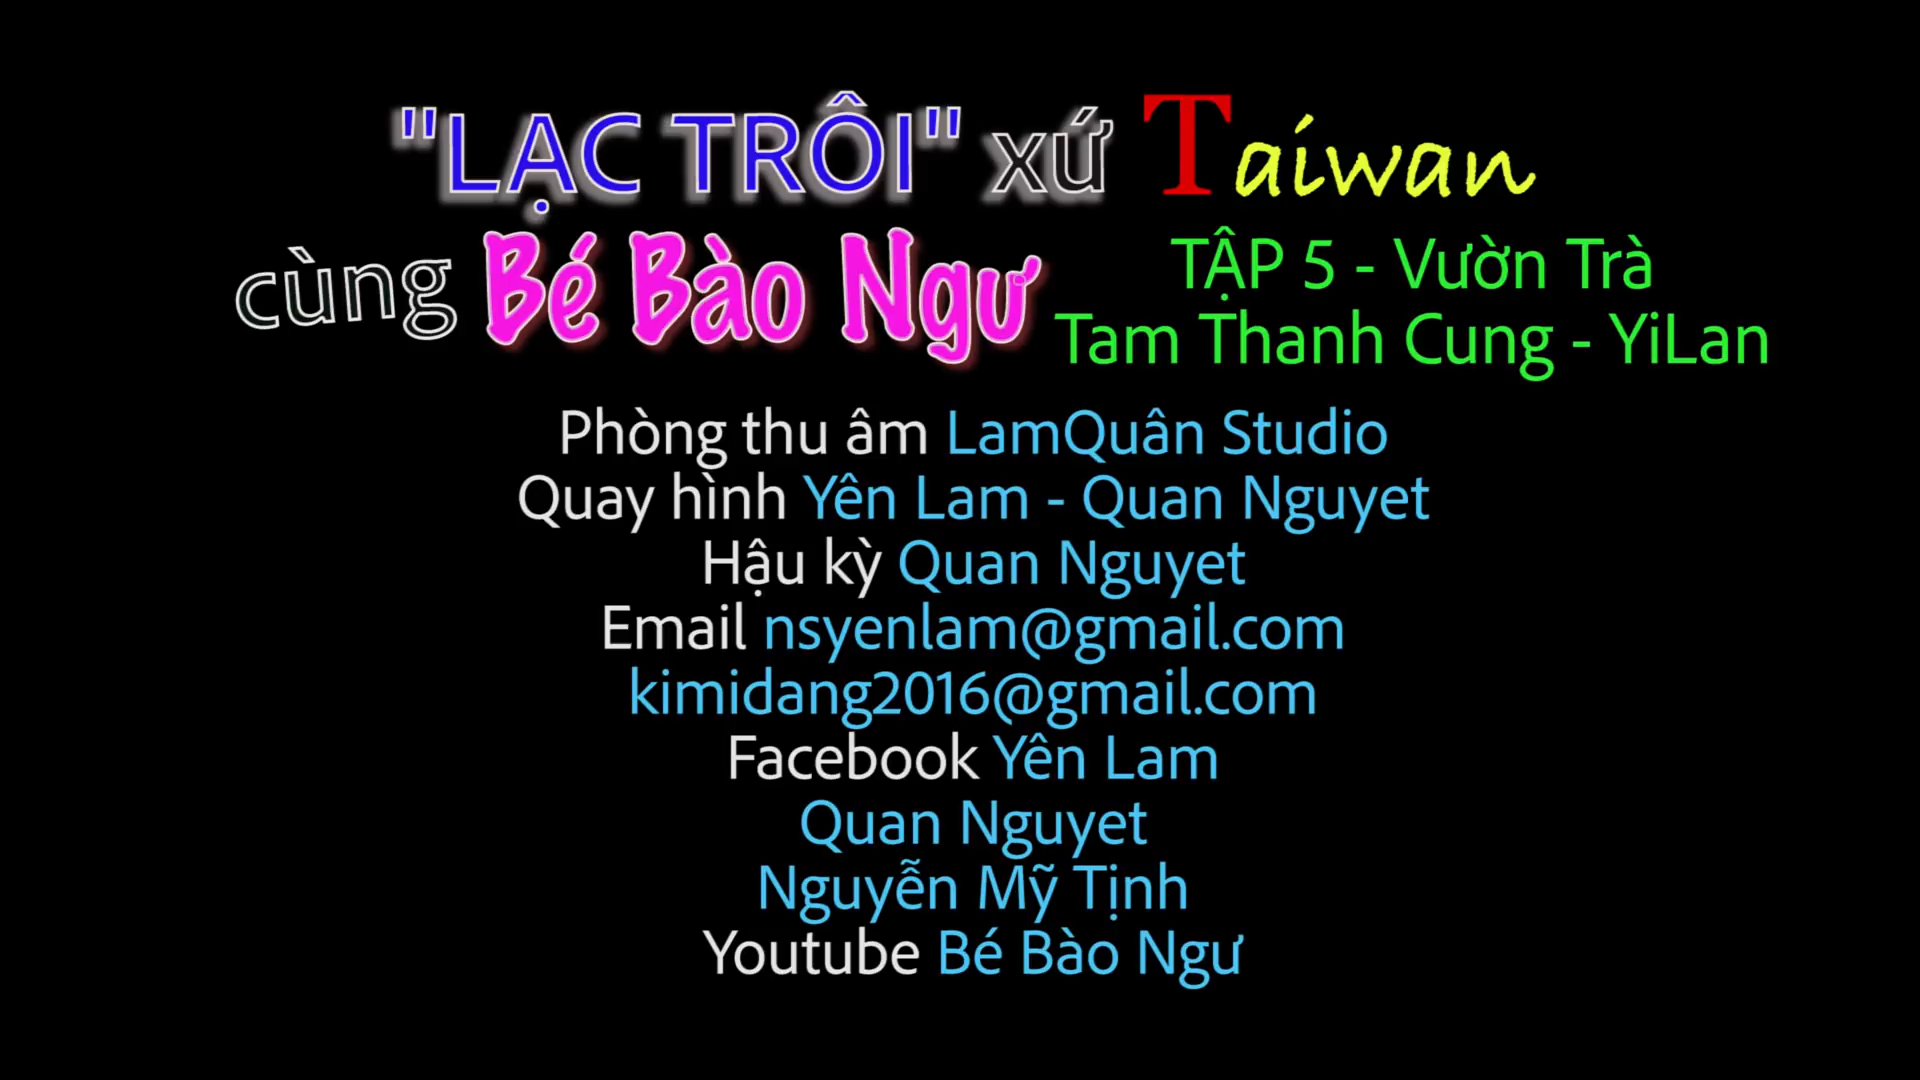 "LẠC TRÔI" xứ Taiwan
cùng Bé Bào Ngư
TẬP 5 - Vườn Trà
Tam Thanh Cung - YiLan
Phòng thu âm LamQuân Studio
Quay hình Yên Lam - Quan Nguyet
Hậu kỳ Quan Nguyet
Email nsyenlam@gmail.com
kimidang2016@gmail.com
Facebook Yên Lam
Quan Nguyet
Nguyễn Mỹ Tịnh
Youtube Bé Bào Ngư